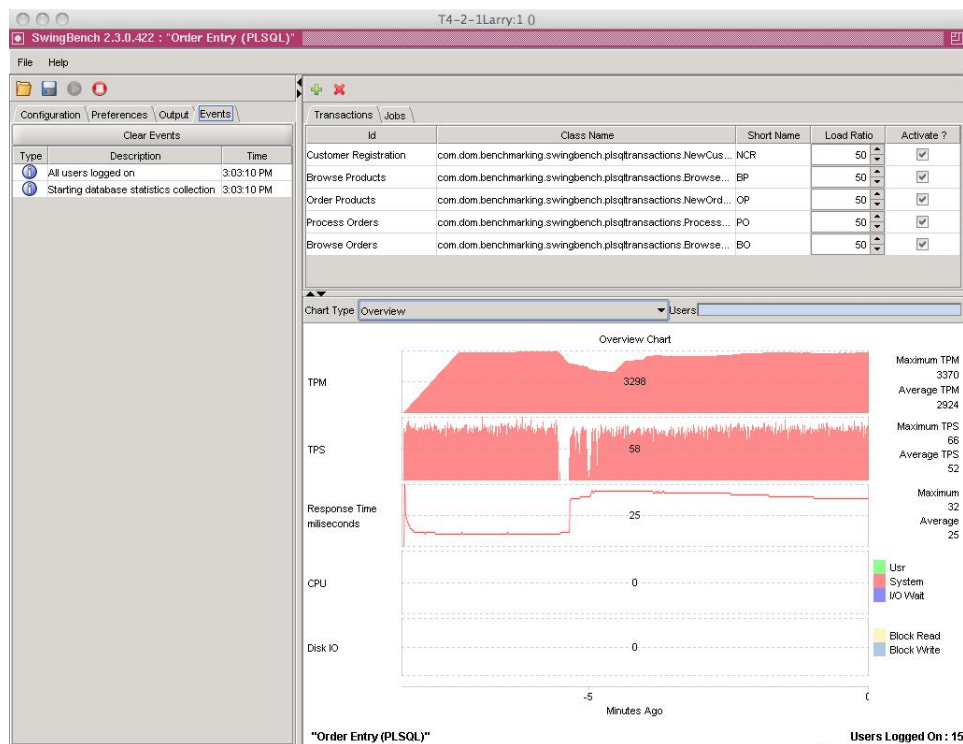 T4-2-1Larry:1 ()
SwingBench 2.3.0.422 : "Order Entry (PLSQL)"
File Help
Configuration Preferences Output Events
Clear Events
Type Description Time
All users logged on 3:03:10 PM
Starting database statistics collection 3:03:10 PM
Transactions Jobs
Id Class Name Short Name Load Ratio Activate ?
Customer Registration com.dom.benchmarking.swingbench.plsqltransactions.NewCus... NCR 50
Browse Products com.dom.benchmarking.swingbench.plsqltransactions.Browse... BP 50
Order Products com.dom.benchmarking.swingbench.plsqltransactions.NewOrd... OP 50
Process Orders com.dom.benchmarking.swingbench.plsqltransactions.Process... PO 50
Browse Orders com.dom.benchmarking.swingbench.plsqltransactions.Browse... BO 50
Chart Type Overview Users
Overview Chart
TPM 3298
Maximum TPM
3370
Average TPM
2924
TPS 58
Maximum TPS
66
Average TPS
52
Response Time
miliseconds
25
Maximum
32
Average
25
CPU 0
Usr
System
I/O Wait
Disk IO 0
Block Read
Block Write
-5 0
Minutes Ago
"Order Entry (PLSQL)" Users Logged On : 15